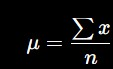 μ = ∑x / n